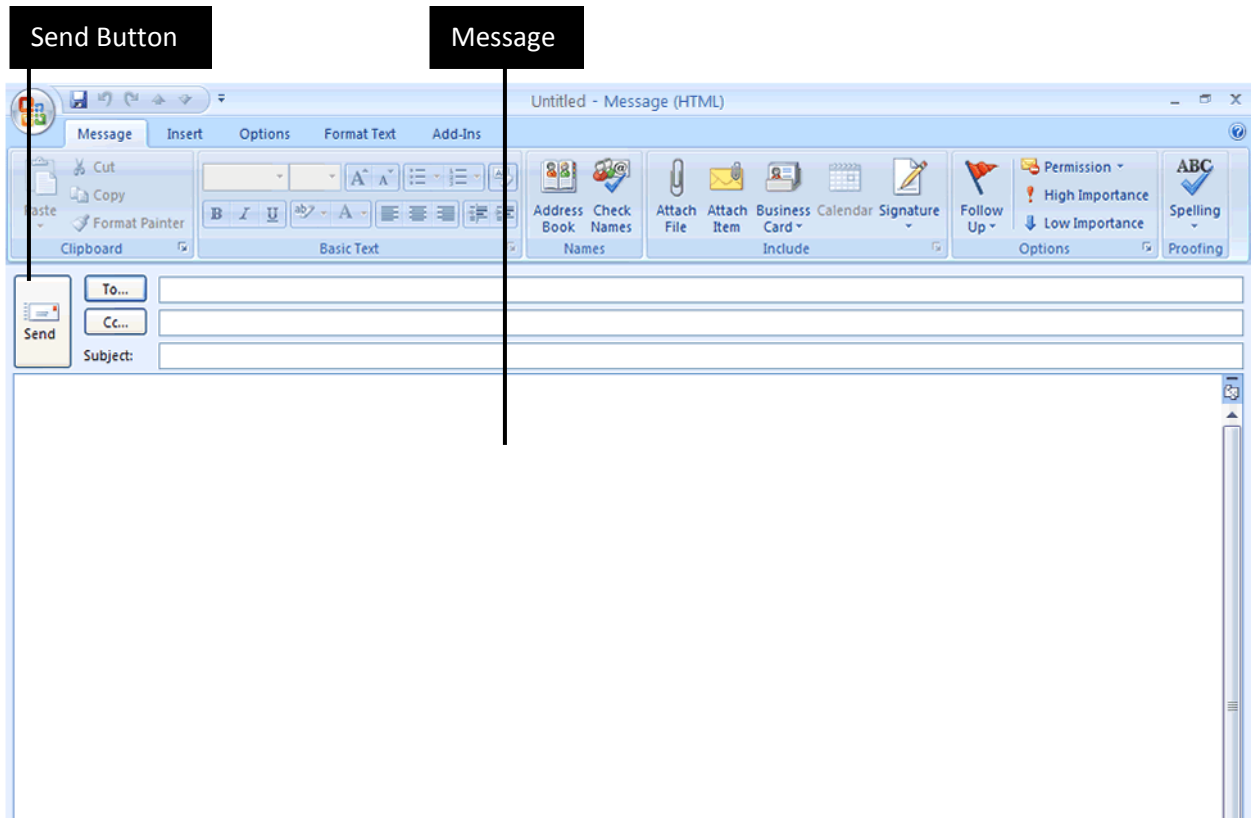 Send Button
Message
Untitled - Message (HTML)
Message Insert Options Format Text Add-Ins
Cut
Copy
Paste
Format Painter
Clipboard
B I U
Basic Text
Address Book
Check Names
Names
Attach File
Attach Item
Business Card
Calendar
Signature
Include
Follow Up
Permission
High Importance
Low Importance
Options
ABC
Spelling
Proofing
Send
To...
Cc...
Subject: